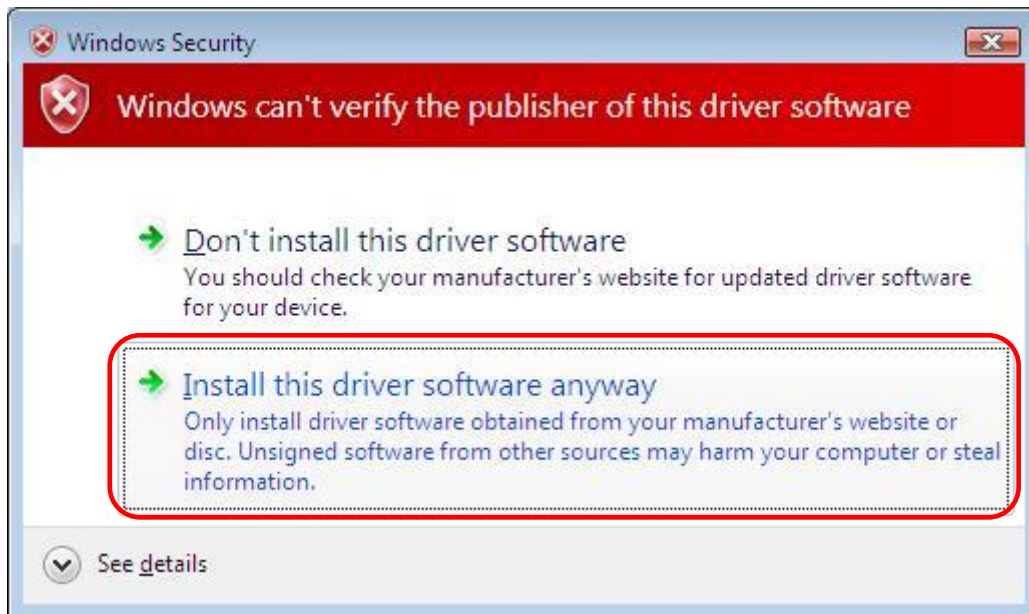 Windows Security
Windows can't verify the publisher of this driver software
Don't install this driver software
You should check your manufacturer's website for updated driver software
for your device.
Install this driver software anyway
Only install driver software obtained from your manufacturer's website or
disc. Unsigned software from other sources may harm your computer or steal
information.
See details